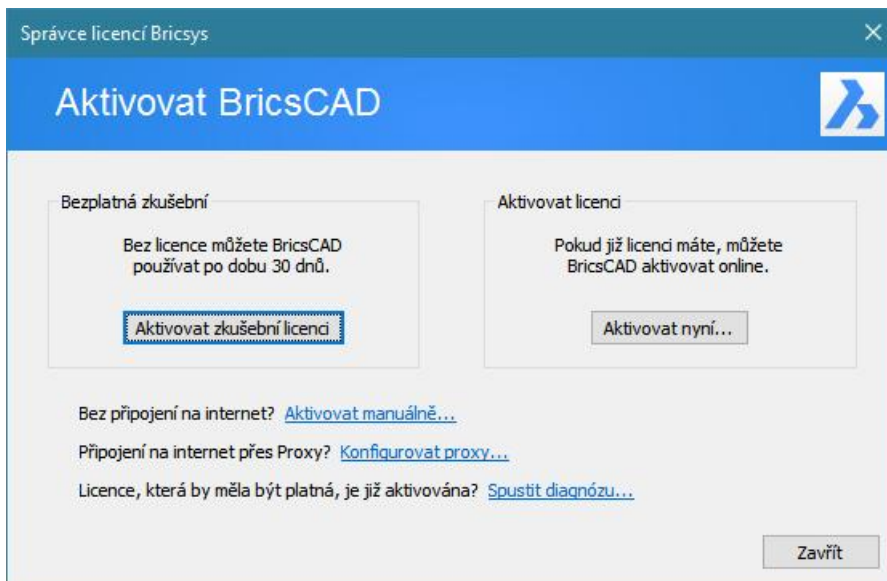 Správce licencí Bricsys
Aktivovat BricsCAD
Bezplatná zkušební
Bez licence můžete BricsCAD
používat po dobu 30 dnů.
Aktivovat zkušební licenci
Aktivovat licenci
Pokud již licenci máte, můžete
BricsCAD aktivovat online.
Aktivovat nyní...
Bez připojení na internet? Aktivovat manuálně...
Připojení na internet přes Proxy? Konfigurovat proxy...
Licence, která by měla být platná, je již aktivována? Spustit diagnózu...
Zavřít